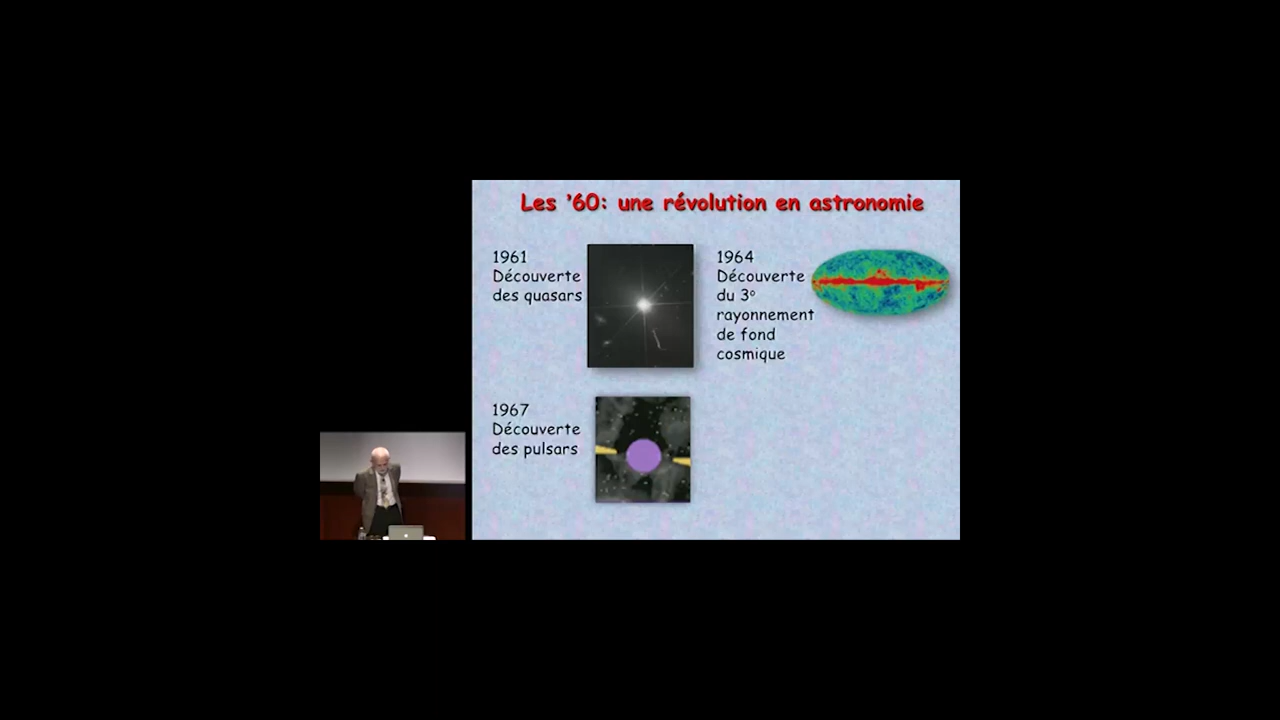 Les ’60: une révolution en astronomie
1961
Découverte
des quasars
1964
Découverte
du 3º
rayonnement
de fond
cosmique
1967
Découverte
des pulsars